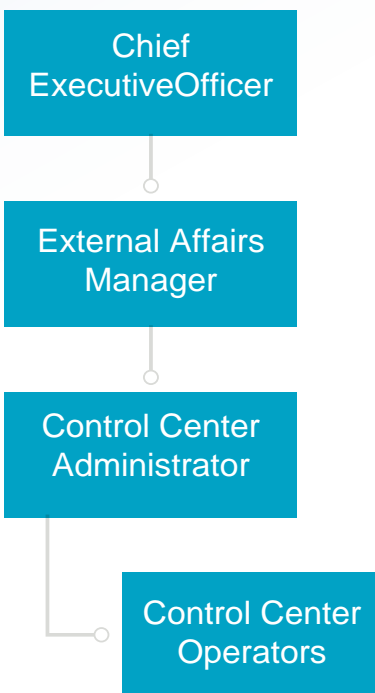 Chief
ExecutiveOfficer
External Affairs
Manager
Control Center
Administrator
Control Center
Operators